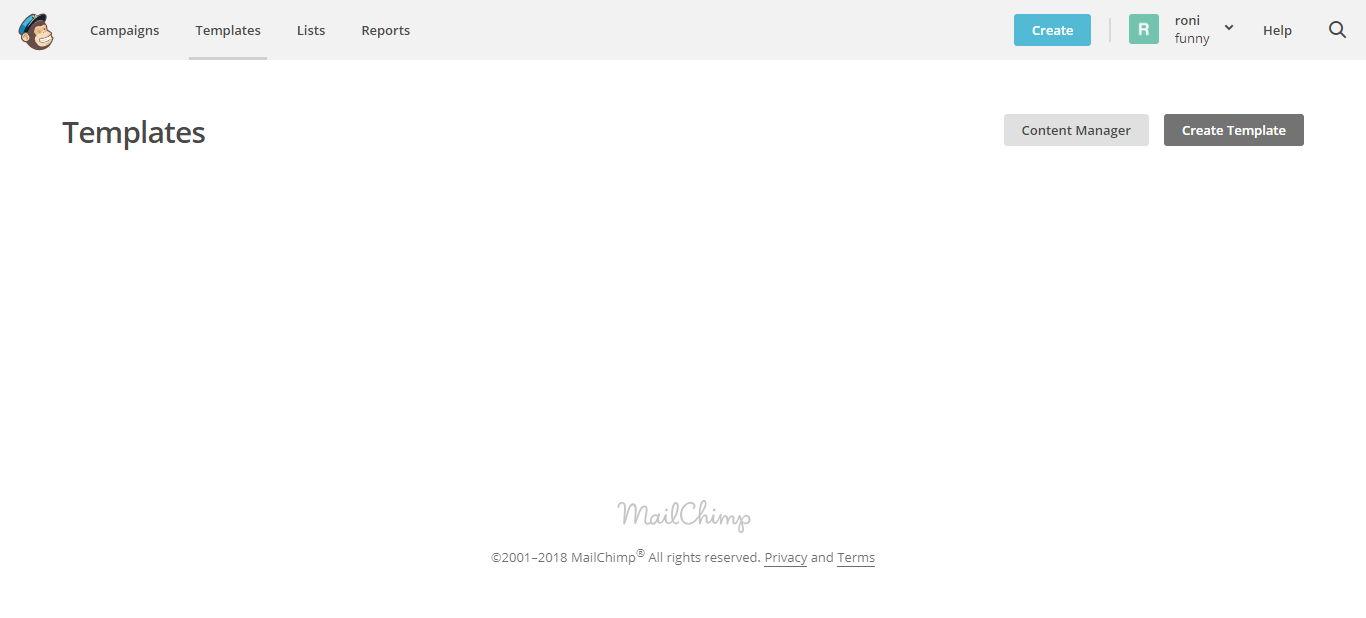 Campaigns Templates Lists Reports Create R roni Help
funny
Templates Content Manager Create Template
MailChimp
©2001–2018 MailChimp® All rights reserved. Privacy and Terms